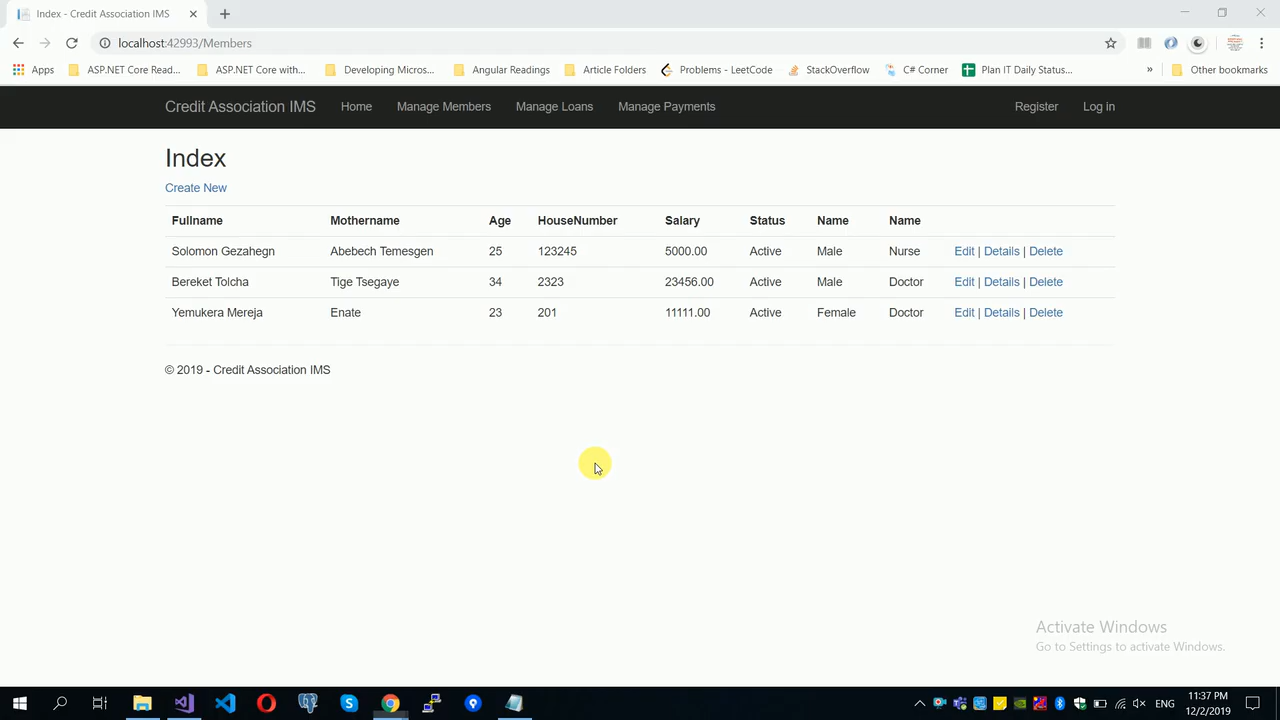 Index - Credit Association IMS
localhost:42993/Members
Apps ASP.NET Core Read... ASP.NET Core with... Developing Micros... Angular Readings Article Folders Problems - LeetCode StackOverflow C# Corner Plan IT Daily Status... » Other bookmarks
Credit Association IMS Home Manage Members Manage Loans Manage Payments Register Log in
Index
Create New
Fullname Mothername Age HouseNumber Salary Status Name Name
Solomon Gezahegn Abebech Temesgen 25 123245 5000.00 Active Male Nurse Edit | Details | Delete
Bereket Tolcha Tige Tsegaye 34 2323 23456.00 Active Male Doctor Edit | Details | Delete
Yemukera Mereja Enate 23 201 11111.00 Active Female Doctor Edit | Details | Delete
© 2019 - Credit Association IMS
Activate Windows
Go to Settings to activate Windows.
ENG 11:37 PM
12/2/2019